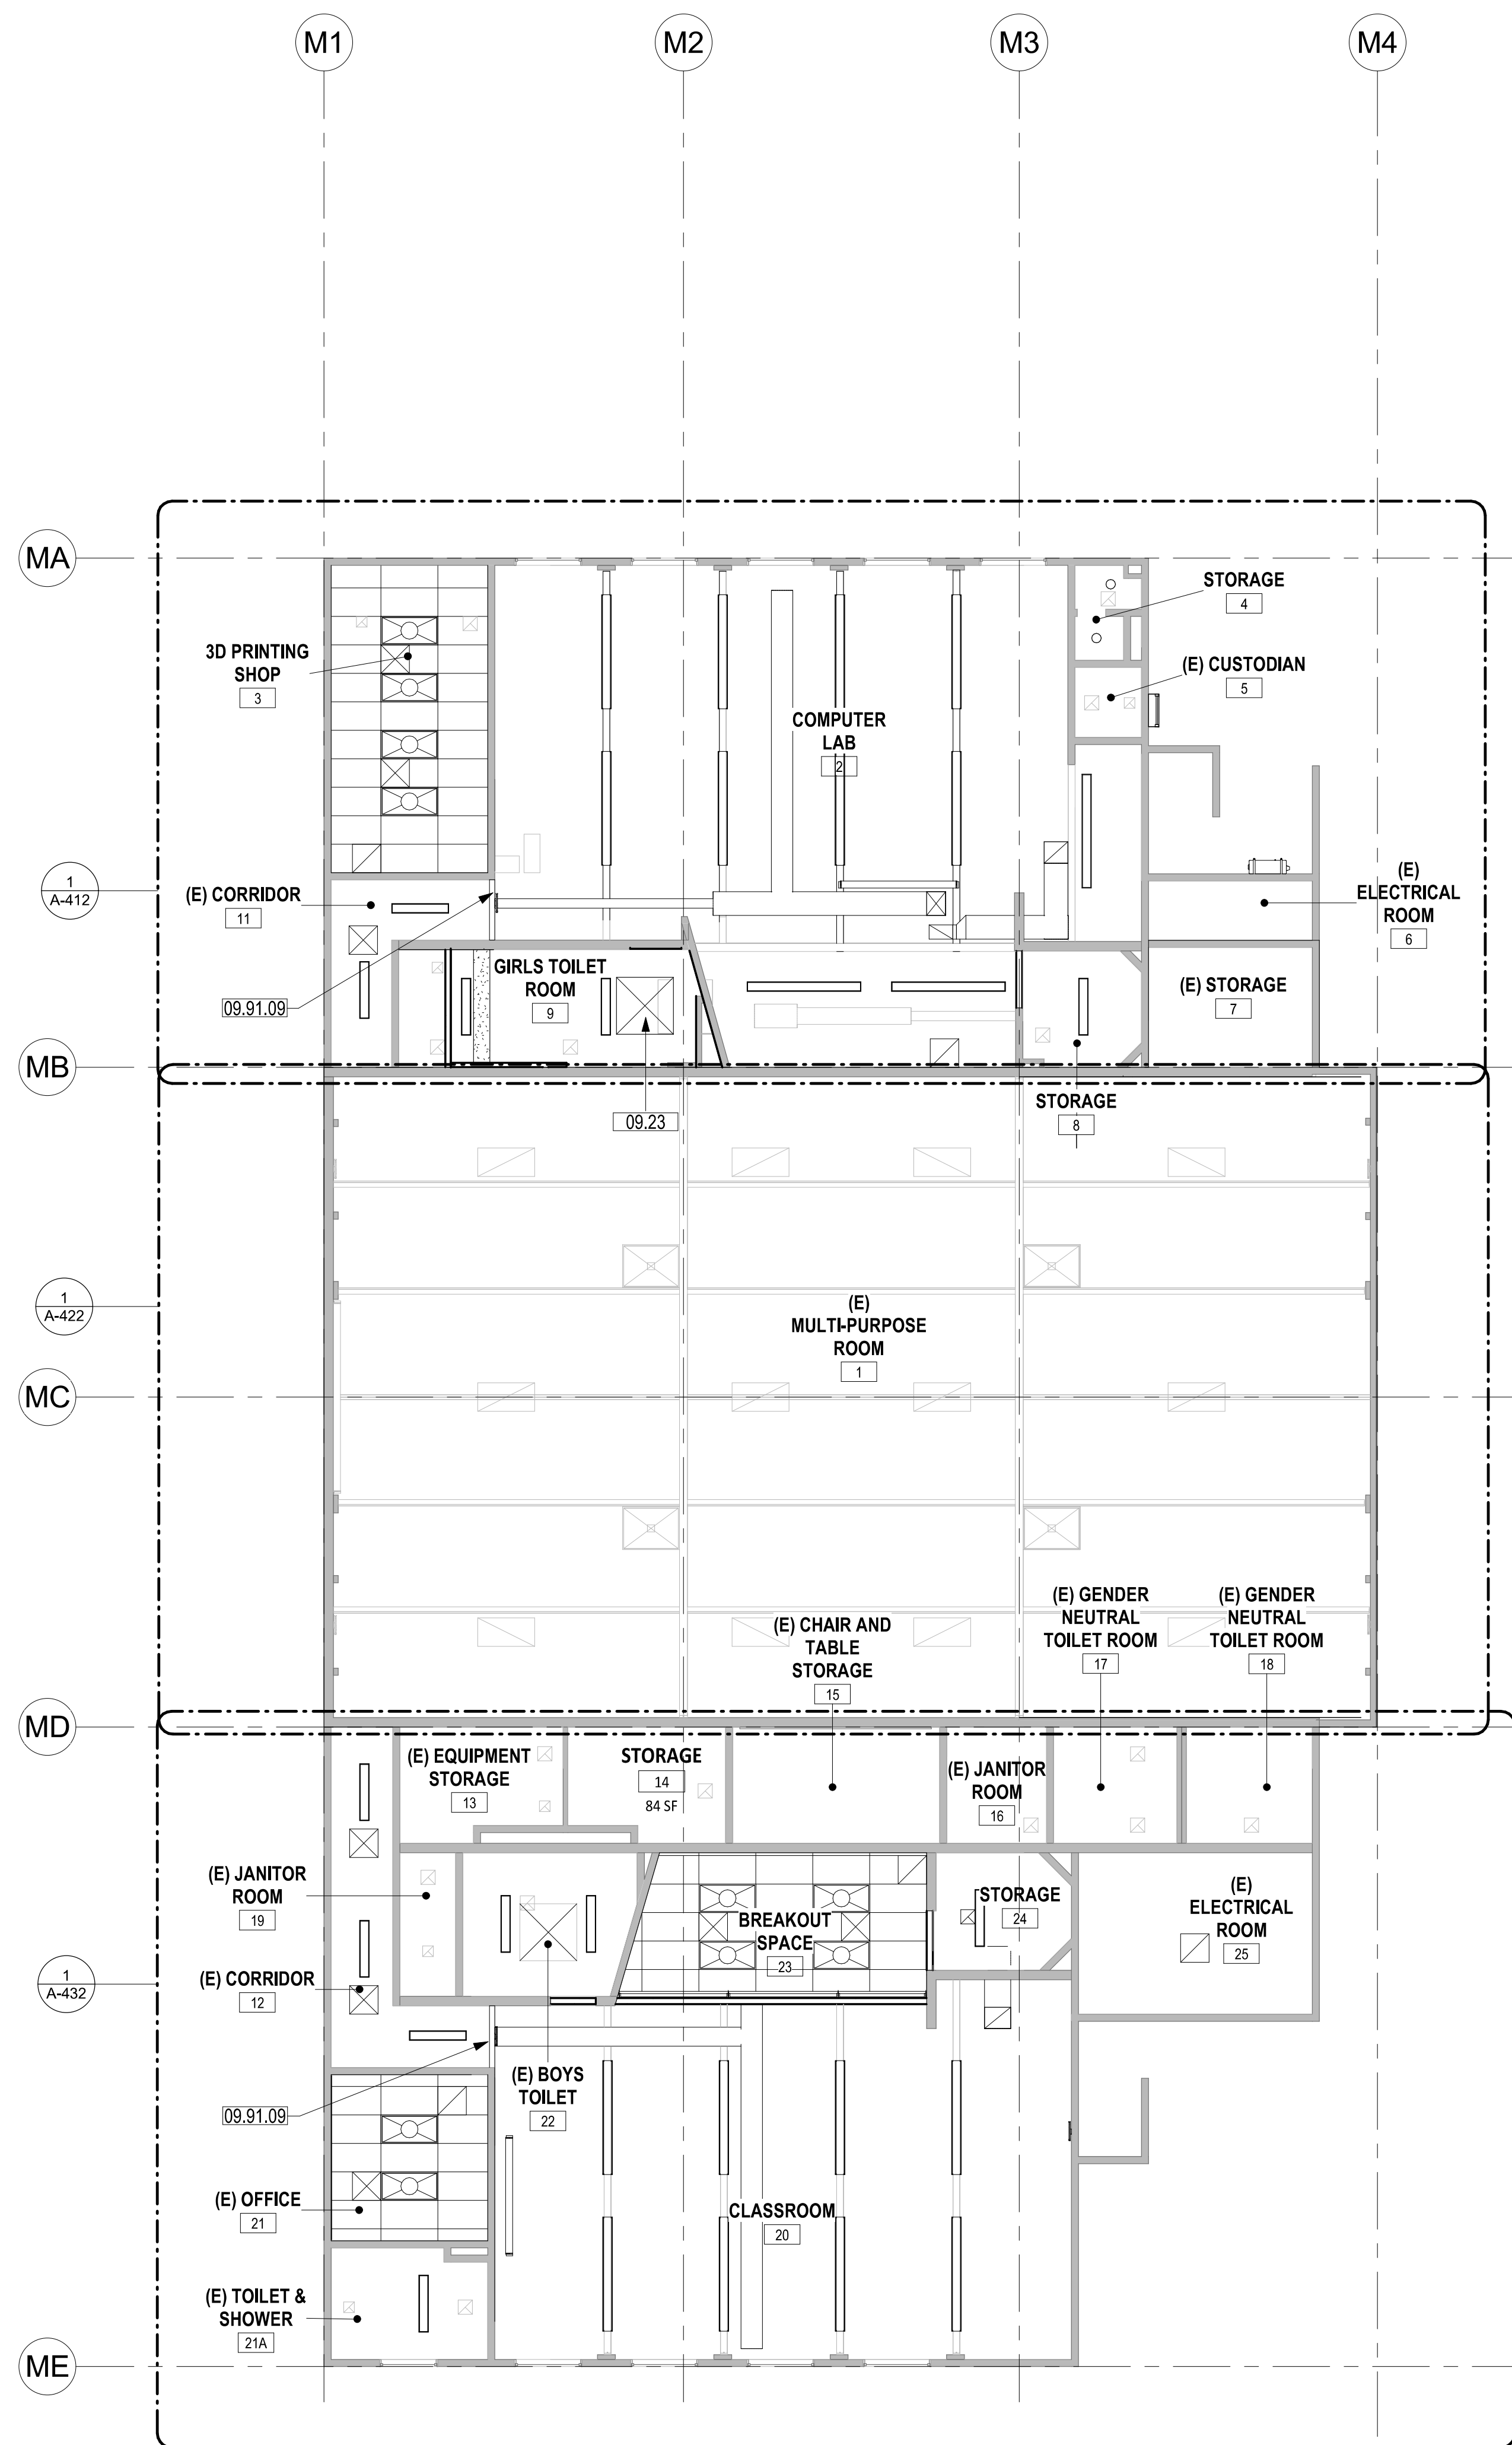 M1
M2
M3
M4
MA
STORAGE
4
3D PRINTING
SHOP
3
(E) CUSTODIAN
5
COMPUTER
LAB
2
1
A-412
(E) CORRIDOR
11
(E)
ELECTRICAL
ROOM
6
GIRLS TOILET
ROOM
9
(E) STORAGE
7
09.91.09
MB
09.23
STORAGE
8
1
A-422
(E)
MULTI-PURPOSE
ROOM
1
MC
(E) CHAIR AND
TABLE
STORAGE
15
(E) GENDER
NEUTRAL
TOILET ROOM
17
(E) GENDER
NEUTRAL
TOILET ROOM
18
MD
(E) EQUIPMENT
STORAGE
13
STORAGE
14
84 SF
(E) JANITOR
ROOM
16
(E) JANITOR
ROOM
19
BREAKOUT
SPACE
23
STORAGE
24
(E)
ELECTRICAL
ROOM
25
1
A-432
(E) CORRIDOR
12
(E) BOYS
TOILET
22
09.91.09
(E) OFFICE
21
CLASSROOM
20
(E) TOILET &
SHOWER
21A
ME